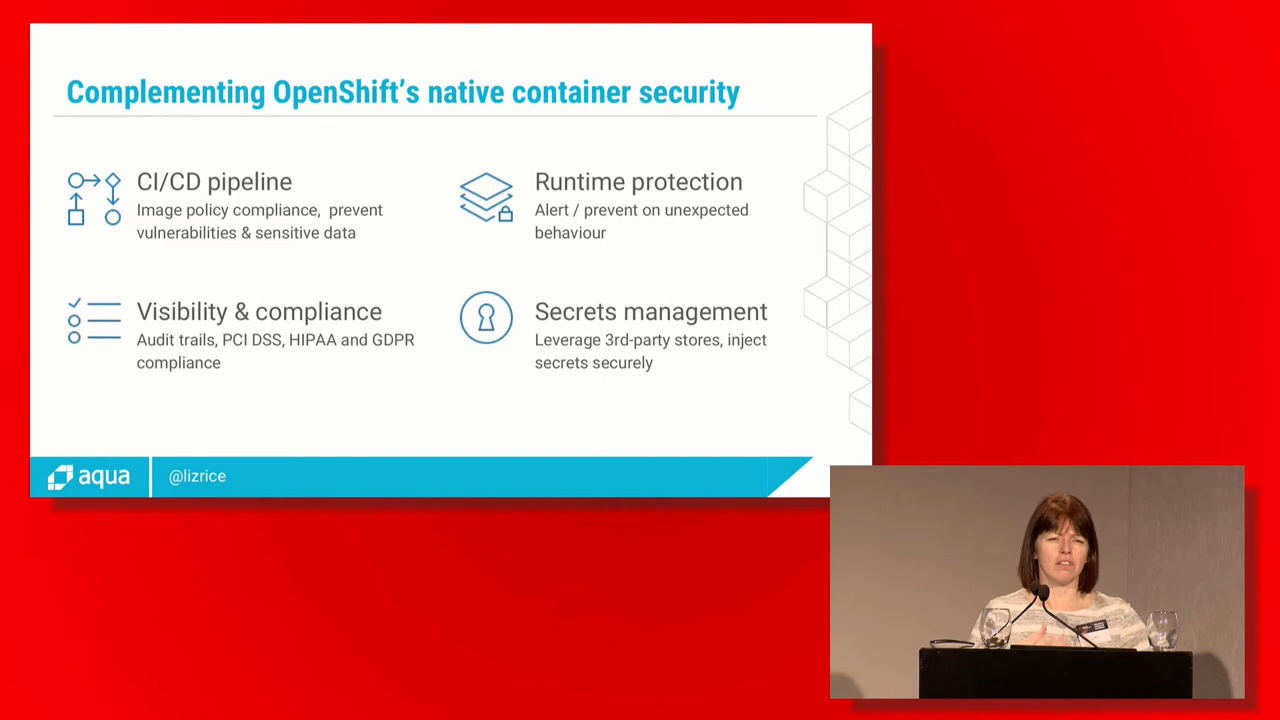 Complementing OpenShift’s native container security
CI/CD pipeline
Image policy compliance, prevent
vulnerabilities & sensitive data
Runtime protection
Alert / prevent on unexpected
behaviour
Visibility & compliance
Audit trails, PCI DSS, HIPAA and GDPR
compliance
Secrets management
Leverage 3rd-party stores, inject
secrets securely
aqua
@lizrice